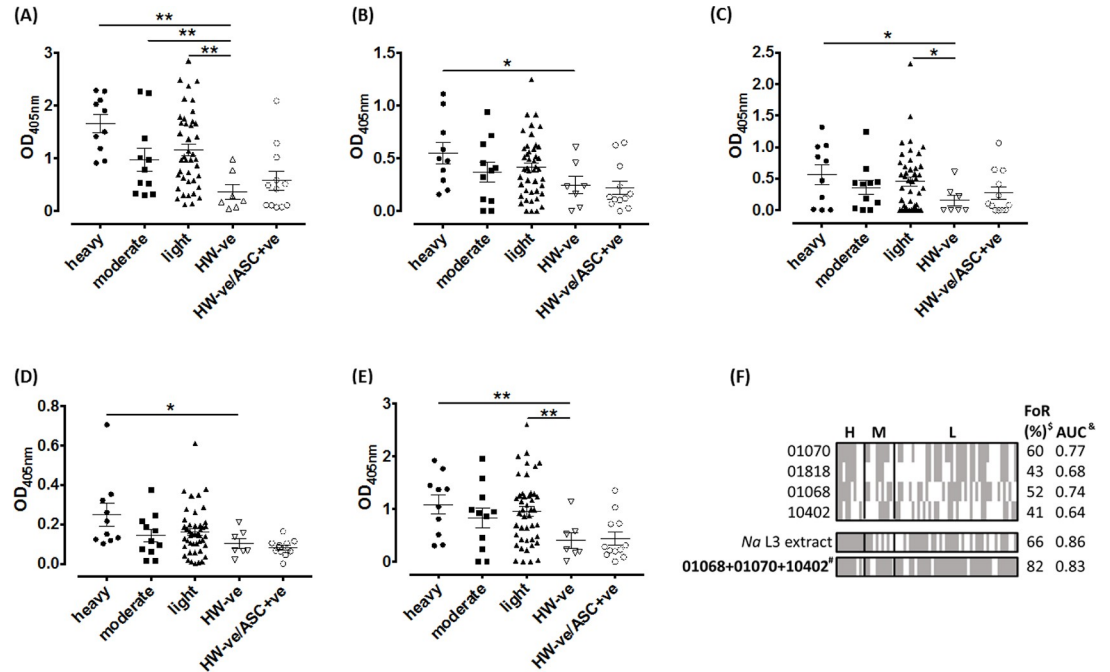 (A)
**
**
**
3
2
1
0
OD405nm
heavy
moderate
light
HW-ve
HW-ve/ASC+ve
(B)
*
1.5
1.0
0.5
0.0
OD405nm
heavy
moderate
light
HW-ve
HW-ve/ASC+ve
(C)
*
*
2.5
2.0
1.5
1.0
0.5
0.0
OD405nm
heavy
moderate
light
HW-ve
HW-ve/ASC+ve
(D)
*
0.8
0.6
0.4
0.2
0.0
OD405nm
heavy
moderate
light
HW-ve
HW-ve/ASC+ve
(E)
**
**
3
2
1
0
OD405nm
heavy
moderate
light
HW-ve
HW-ve/ASC+ve
(F)
FoR
H M L (%)$ AUC&
01070 60 0.77
01818 43 0.68
01068 52 0.74
10402 41 0.64
Na L3 extract 66 0.86
01068+01070+10402# 82 0.83